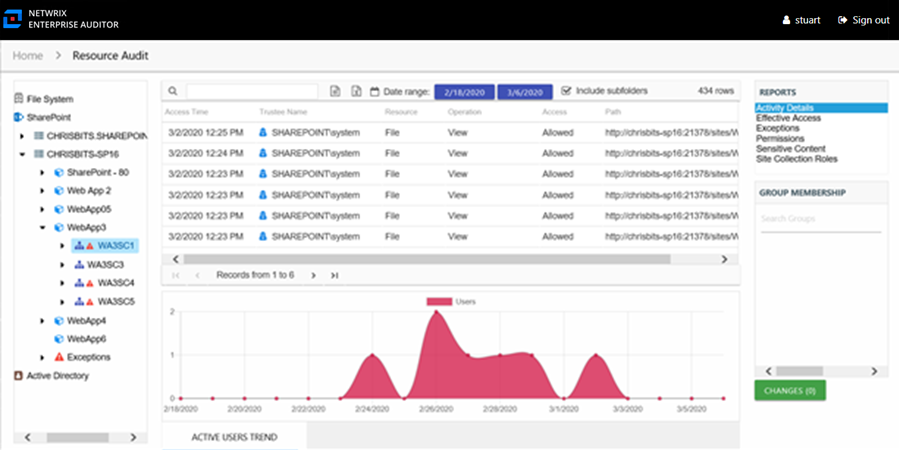 NETWRIX
ENTERPRISE AUDITOR
stuart
Sign out
Home > Resource Audit
File System
SharePoint
CHRISBITS.SHAREPOIN
CHRISBITS-SP16
SharePoint - 80
Web App 2
WebApp05
WebApp3
WA3SC1
WA3SC3
WA3SC4
WA3SC5
WebApp4
WebApp6
Exceptions
Active Directory
Date range: 2/18/2020 3/6/2020 Include subfolders 434 rows
Access Time Trustee Name Resource Operation Access Path
3/2/2020 12:25 PM SHAREPOINT\system File View Allowed http://chrisbits-sp16:21378/sites/W
3/2/2020 12:24 PM SHAREPOINT\system File View Allowed http://chrisbits-sp16:21378/sites/W
3/2/2020 12:23 PM SHAREPOINT\system File View Allowed http://chrisbits-sp16:21378/sites/W
3/2/2020 12:23 PM SHAREPOINT\system File View Allowed http://chrisbits-sp16:21378/sites/W
3/2/2020 12:23 PM SHAREPOINT\system File View Allowed http://chrisbits-sp16:21378/sites/W
3/2/2020 12:23 PM SHAREPOINT\system File View Allowed http://chrisbits-sp16:21378/sites/W
Records from 1 to 6
Users
2
1
0
2/18/2020 2/20/2020 2/22/2020 2/24/2020 2/26/2020 2/28/2020 3/1/2020 3/3/2020 3/5/2020
ACTIVE USERS TREND
REPORTS
Activity Details
Effective Access
Exceptions
Permissions
Sensitive Content
Site Collection Roles
GROUP MEMBERSHIP
Search Groups
CHANGES (0)